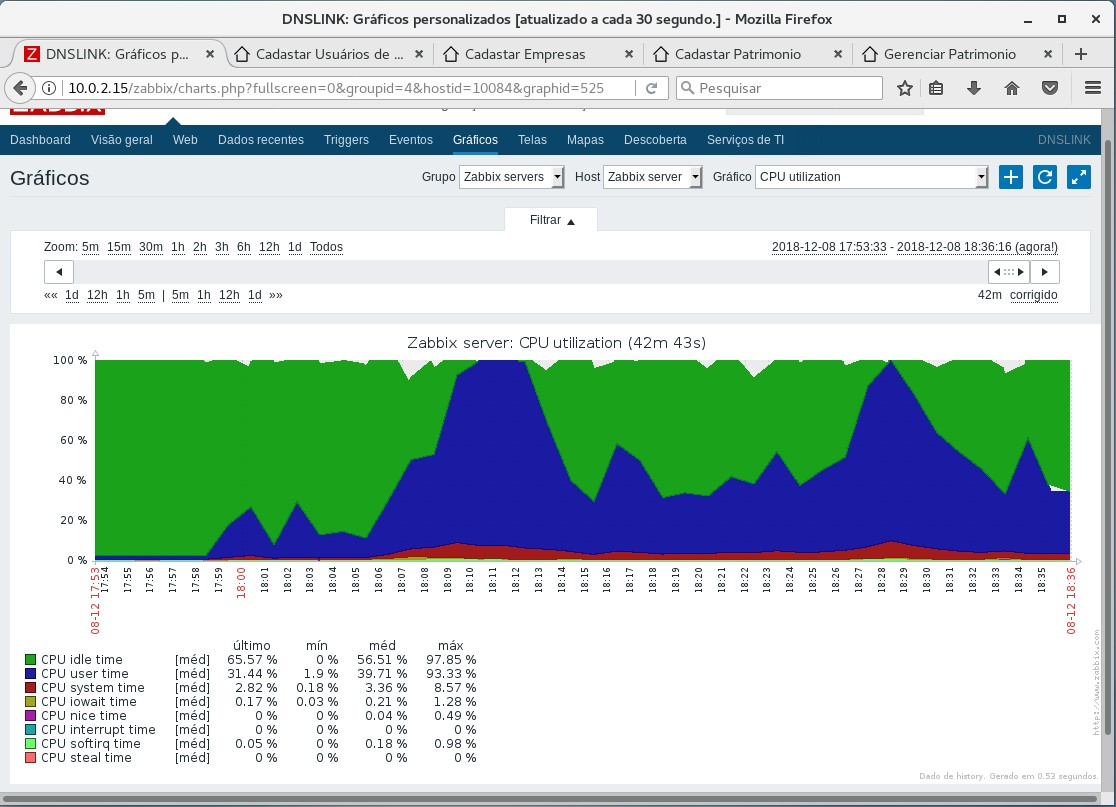 DNSLINK: Gráficos personalizados [atualizado a cada 30 segundo.] - Mozilla Firefox
DNSLINK: Gráficos p... Cadastar Usuários de ... Cadastar Empresas Cadastar Patrimonio Gerenciar Patrimonio
10.0.2.15/zabbix/charts.php?fullscreen=0&groupid=4&hostid=10084&graphid=525 Pesquisar
Dashboard Visão geral Web Dados recentes Triggers Eventos Gráficos Telas Mapas Descoberta Serviços de TI DNSLINK
Gráficos Grupo Zabbix servers Host Zabbix server Gráfico CPU utilization
Filtrar ▲
Zoom: 5m 15m 30m 1h 2h 3h 6h 12h 1d Todos 2018-12-08 17:53:33 - 2018-12-08 18:36:16 (agora!)
«« 1d 12h 1h 5m | 5m 1h 12h 1d »» 42m corrigido
Zabbix server: CPU utilization (42m 43s)
100 %
80 %
60 %
40 %
20 %
0 %
08-12 17:53 17:54 17:55 17:56 17:57 17:58 17:59 18:00 18:01 18:02 18:03 18:04 18:05 18:06 18:07 18:08 18:09 18:10 18:11 18:12 18:13 18:14 18:15 18:16 18:17 18:18 18:19 18:20 18:21 18:22 18:23 18:24 18:25 18:26 18:27 18:28 18:29 18:30 18:31 18:32 18:33 18:34 18:35 08-12 18:36
último mín méd máx
CPU idle time [méd] 65.57 % 0 % 56.51 % 97.85 %
CPU user time [méd] 31.44 % 1.9 % 39.71 % 93.33 %
CPU system time [méd] 2.82 % 0.18 % 3.36 % 8.57 %
CPU iowait time [méd] 0.17 % 0.03 % 0.21 % 1.28 %
CPU nice time [méd] 0 % 0 % 0.04 % 0.49 %
CPU interrupt time [méd] 0 % 0 % 0 % 0 %
CPU softirq time [méd] 0.05 % 0 % 0.18 % 0.98 %
CPU steal time [méd] 0 % 0 % 0 % 0 %
http://www.zabbix.com
Dado de history. Gerado em 0.53 segundos.